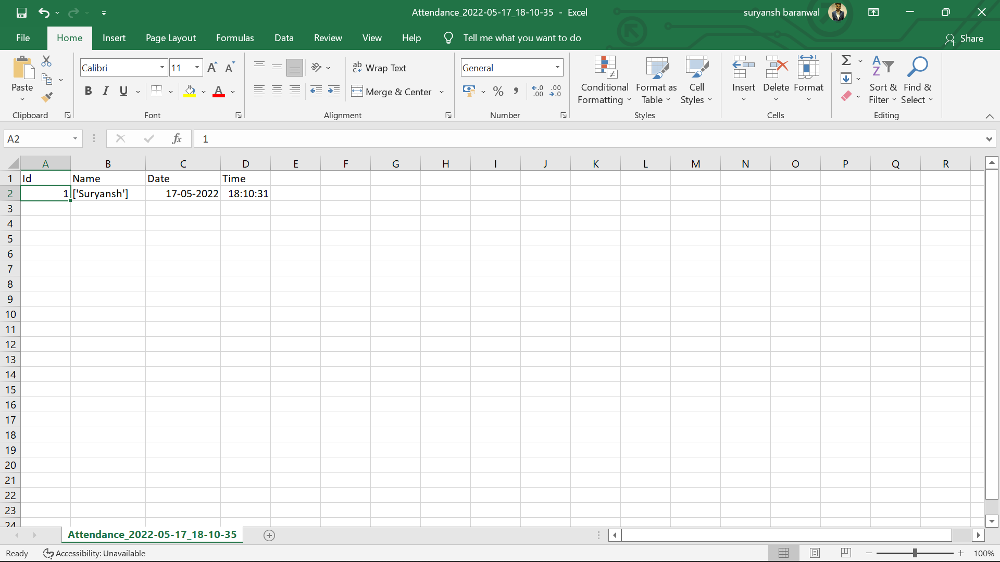 Attendance_2022-05-17_18-10-35 - Excel
suryansh baranwal
File Home Insert Page Layout Formulas Data Review View Help Tell me what you want to do Share
Paste
Clipboard
Calibri 11
B I U A
Font
Wrap Text
Merge & Center
Alignment
General
% ,
Number
Conditional Formatting
Format as Table
Cell Styles
Styles
Insert Delete Format
Cells
Sort & Filter
Find & Select
Editing
A2 fx 1
A B C D E F G H I J K L M N O P Q R
1 Id Name Date Time
2 1 ['Suryansh'] 17-05-2022 18:10:31
3
4
5
6
7
8
9
10
11
12
13
14
15
16
17
18
19
20
21
22
23
24
Attendance_2022-05-17_18-10-35
Ready Accessibility: Unavailable 100%